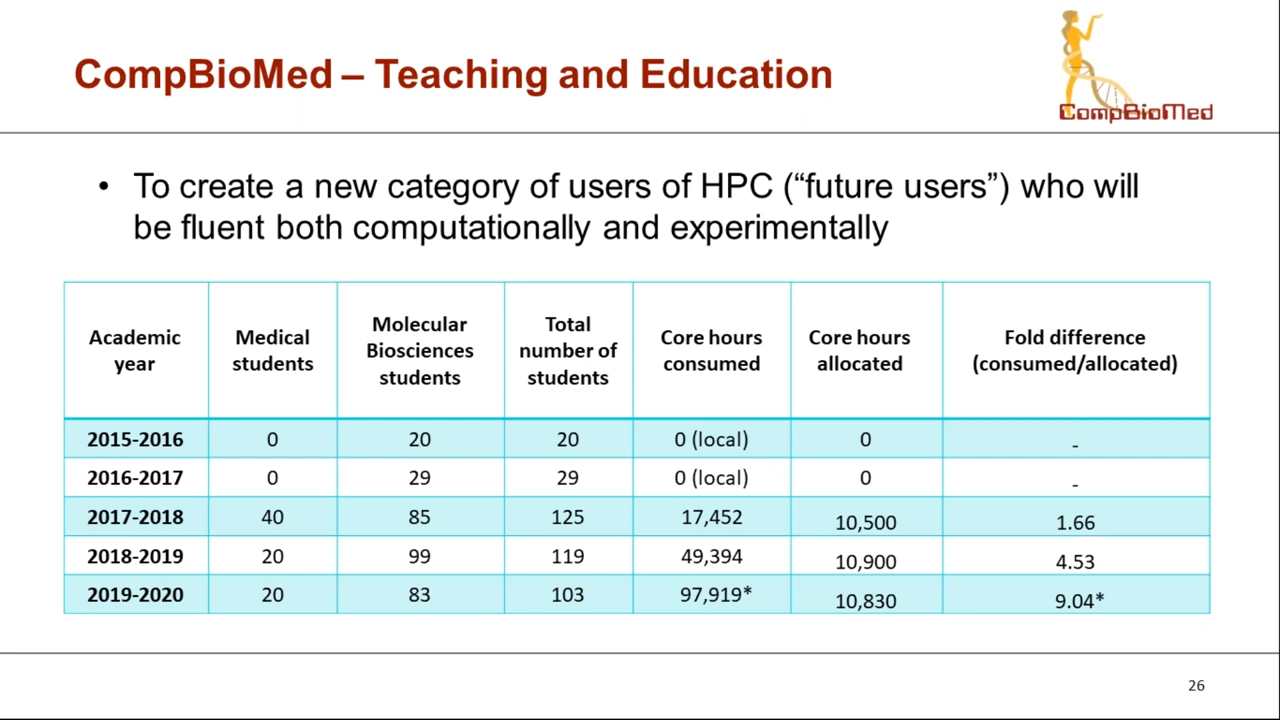 CompBioMed – Teaching and Education
CompBioMed
• To create a new category of users of HPC (“future users”) who will
be fluent both computationally and experimentally
Academic year | Medical students | Molecular Biosciences students | Total number of students | Core hours consumed | Core hours allocated | Fold difference (consumed/allocated)
2015-2016 | 0 | 20 | 20 | 0 (local) | 0 | -
2016-2017 | 0 | 29 | 29 | 0 (local) | 0 | -
2017-2018 | 40 | 85 | 125 | 17,452 | 10,500 | 1.66
2018-2019 | 20 | 99 | 119 | 49,394 | 10,900 | 4.53
2019-2020 | 20 | 83 | 103 | 97,919* | 10,830 | 9.04*
26